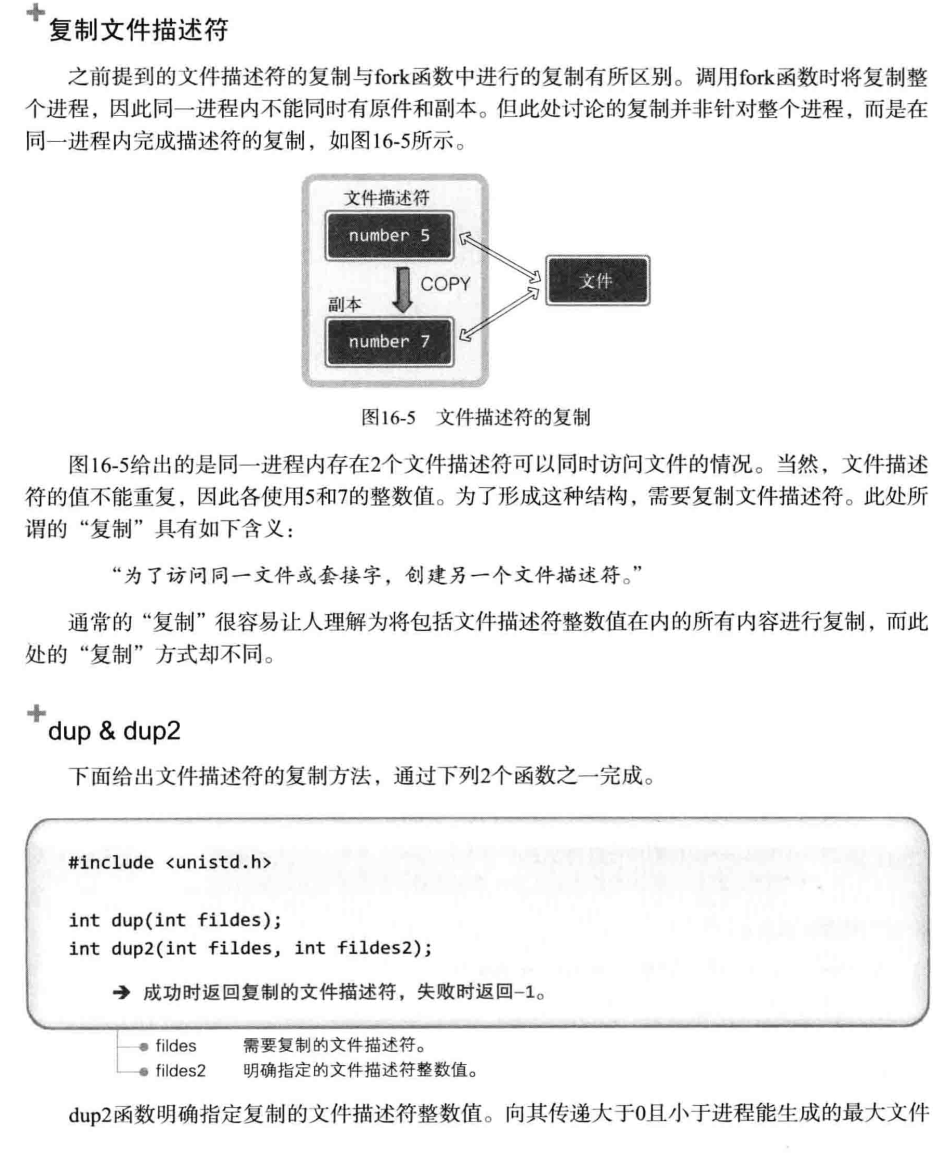 复制文件描述符
之前提到的文件描述符的复制与fork函数中进行的复制有所区别。调用fork函数时将复制整
个进程，因此同一进程内不能同时有原件和副本。但此处讨论的复制并非针对整个进程，而是在
同一进程内完成描述符的复制，如图16-5所示。
文件描述符
number 5
COPY
文件
副本
number 7
图16-5 文件描述符的复制
图16-5给出的是同一进程内存在2个文件描述符可以同时访问文件的情况。当然，文件描述
符的值不能重复，因此各使用5和7的整数值。为了形成这种结构，需要复制文件描述符。此处所
谓的“复制”具有如下含义：
“为了访问同一文件或套接字，创建另一个文件描述符。”
通常的“复制”很容易让人理解为将包括文件描述符整数值在内的所有内容进行复制，而此
处的“复制”方式却不同。
dup & dup2
下面给出文件描述符的复制方法，通过下列2个函数之一完成。
#include <unistd.h>
int dup(int fildes);
int dup2(int fildes, int fildes2);
➔ 成功时返回复制的文件描述符，失败时返回–1。
fildes 需要复制的文件描述符。
fildes2 明确指定的文件描述符整数值。
dup2函数明确指定复制的文件描述符整数值。向其传递大于0且小于进程能生成的最大文件